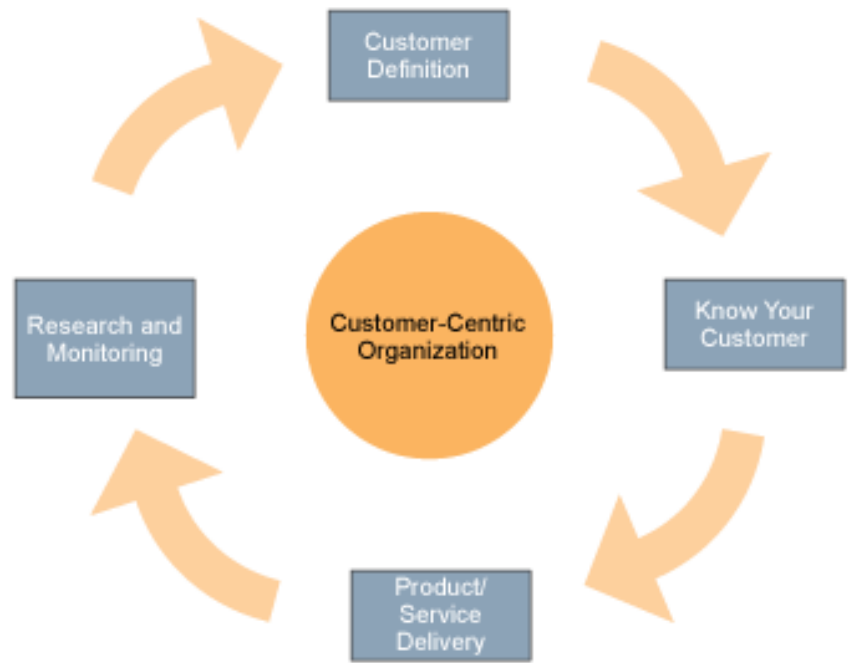 Customer
Definition
Know Your
Customer
Customer-Centric
Organization
Research and
Monitoring
Product/
Service
Delivery